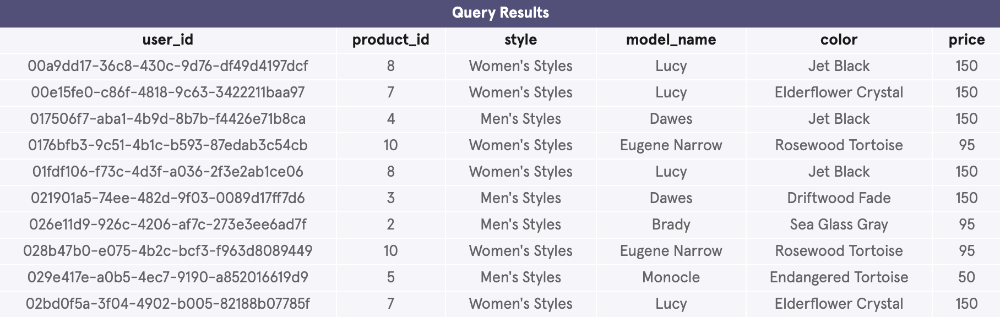 Query Results
user_id product_id style model_name color price
00a9dd17-36c8-430c-9d76-df49d4197dcf 8 Women's Styles Lucy Jet Black 150
00e15fe0-c86f-4818-9c63-3422211baa97 7 Women's Styles Lucy Elderflower Crystal 150
017506f7-aba1-4b9d-8b7b-f4426e71b8ca 4 Men's Styles Dawes Jet Black 150
0176bfb3-9c51-4b1c-b593-87edab3c54cb 10 Women's Styles Eugene Narrow Rosewood Tortoise 95
01fdf106-f73c-4d3f-a036-2f3e2ab1ce06 8 Women's Styles Lucy Jet Black 150
021901a5-74ee-482d-9f03-0089d17ff7d6 3 Men's Styles Dawes Driftwood Fade 150
026e11d9-926c-4206-af7c-273e3ee6ad7f 2 Men's Styles Brady Sea Glass Gray 95
028b47b0-e075-4b2c-bcf3-f963d8089449 10 Women's Styles Eugene Narrow Rosewood Tortoise 95
029e417e-a0b5-4ec7-9190-a852016619d9 5 Men's Styles Monocle Endangered Tortoise 50
02bd0f5a-3f04-4902-b005-82188b07785f 7 Women's Styles Lucy Elderflower Crystal 150